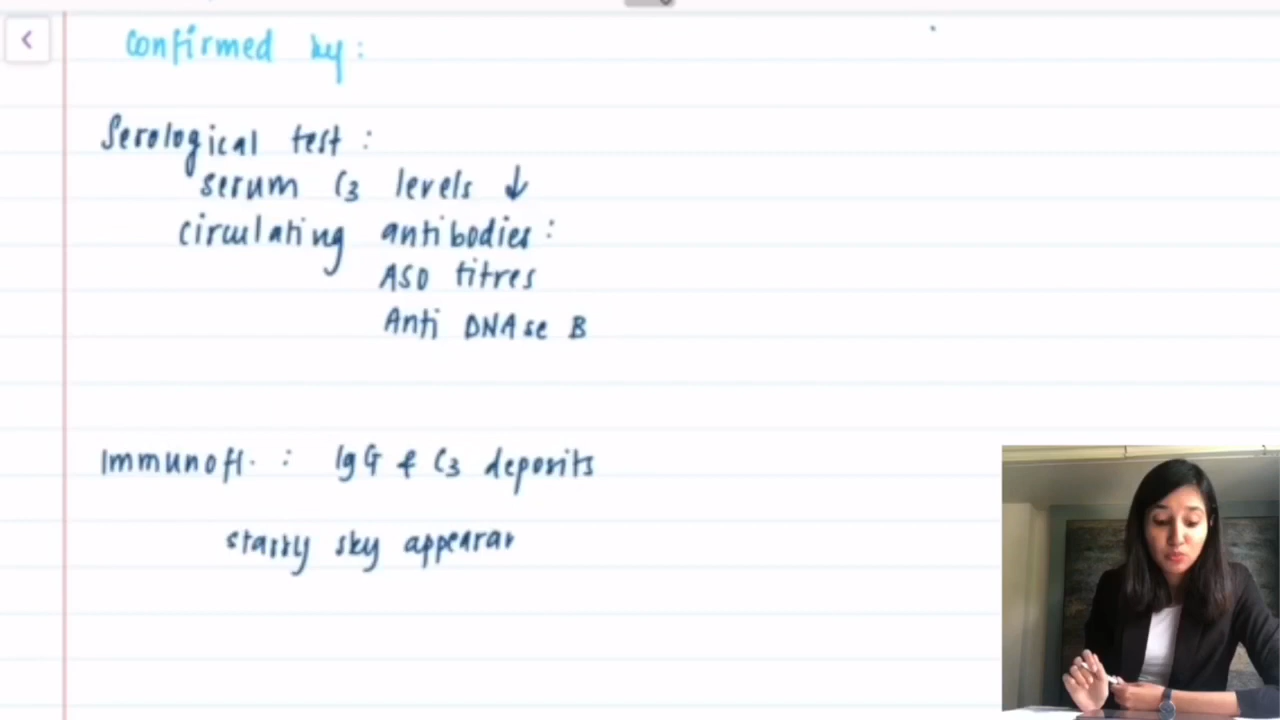 Confirmed by:
Serological test:
serum C3 levels ↓
circulating antibodies:
ASO titres
Anti DNAse B
Immunofl. : IgG & C3 deposits
starry sky appearan